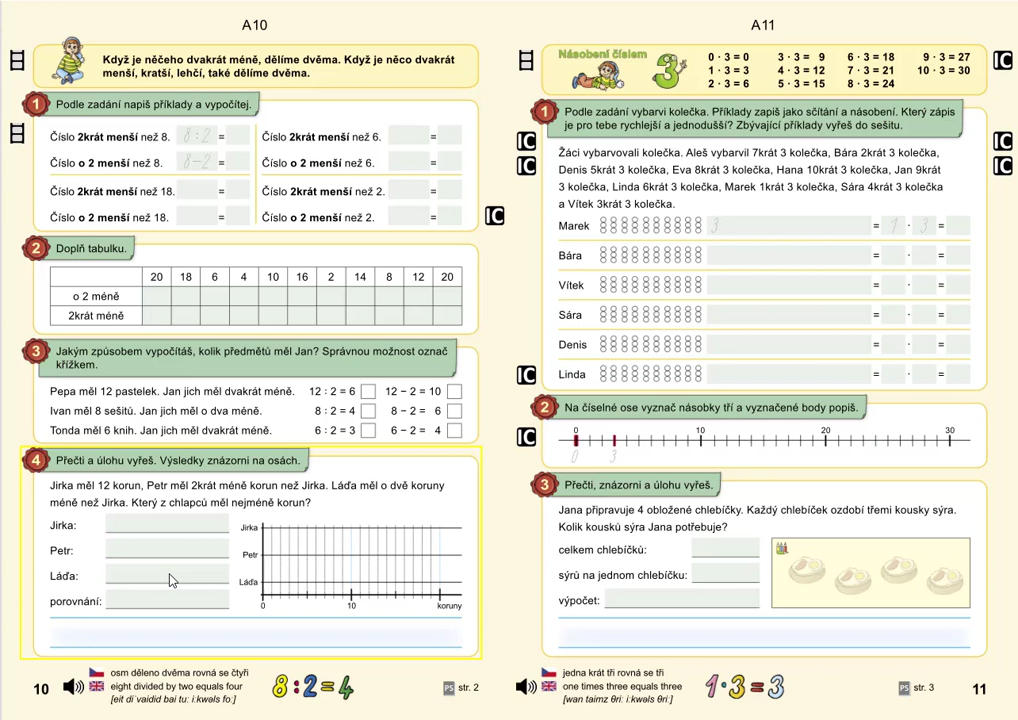 A10
Když je něčeho dvakrát méně, dělíme dvěma. Když je něco dvakrát
menší, kratší, lehčí, také dělíme dvěma.
1 Podle zadání napiš příklady a vypočítej.
Číslo 2krát menší než 8. 8:2 =
Číslo o 2 menší než 8. 8−2 =
Číslo 2krát menší než 18. =
Číslo o 2 menší než 18. =
Číslo 2krát menší než 6. =
Číslo o 2 menší než 6. =
Číslo 2krát menší než 2. =
Číslo o 2 menší než 2. =
IC
2 Doplň tabulku.
20 18 6 4 10 16 2 14 8 12 20
o 2 méně
2krát méně
3 Jakým způsobem vypočítáš, kolik předmětů měl Jan? Správnou možnost označ
křížkem.
Pepa měl 12 pastelek. Jan jich měl dvakrát méně. 12 : 2 = 6 12 − 2 = 10
Ivan měl 8 sešitů. Jan jich měl o dva méně. 8 : 2 = 4 8 − 2 = 6
Tonda měl 6 knih. Jan jich měl dvakrát méně. 6 : 2 = 3 6 − 2 = 4
4 Přečti a úlohu vyřeš. Výsledky znázorni na osách.
Jirka měl 12 korun, Petr měl 2krát méně korun než Jirka. Láďa měl o dvě koruny
méně než Jirka. Který z chlapců měl nejméně korun?
Jirka:
Petr:
Láďa:
porovnání:
Jirka
Petr
Láďa
0 10 koruny
osm děleno dvěma rovná se čtyři
eight divided by two equals four
[eit diˈvaidid bai tu: i:kwəls fo:]
8:2=4
PS str. 2
10
A11
Násobení číslem 3
0 · 3 = 0 3 · 3 = 9 6 · 3 = 18 9 · 3 = 27
1 · 3 = 3 4 · 3 = 12 7 · 3 = 21 10 · 3 = 30
2 · 3 = 6 5 · 3 = 15 8 · 3 = 24
IC
1 Podle zadání vybarvi kolečka. Příklady zapiš jako sčítání a násobení. Který zápis
je pro tebe rychlejší a jednodušší? Zbývající příklady vyřeš do sešitu.
IC IC
IC IC
Žáci vybarvovali kolečka. Aleš vybarvil 7krát 3 kolečka, Bára 2krát 3 kolečka,
Denis 5krát 3 kolečka, Eva 8krát 3 kolečka, Hana 10krát 3 kolečka, Jan 9krát
3 kolečka, Linda 6krát 3 kolečka, Marek 1krát 3 kolečka, Sára 4krát 3 kolečka
a Vítek 3krát 3 kolečka.
Marek 3 = 1 · 3 =
Bára = · =
Vítek = · =
Sára = · =
Denis = · =
Linda = · =
IC
2 Na číselné ose vyznač násobky tří a vyznačené body popiš.
IC
0 10 20 30
0 3
3 Přečti, znázorni a úlohu vyřeš.
Jana připravuje 4 obložené chlebíčky. Každý chlebíček ozdobí třemi kousky sýra.
Kolik kousků sýra Jana potřebuje?
celkem chlebíčků:
sýrů na jednom chlebíčku:
výpočet:
jedna krát tři rovná se tři
one times three equals three
[wan taimz θri: i:kwəls θri:]
1·3=3
PS str. 3
11